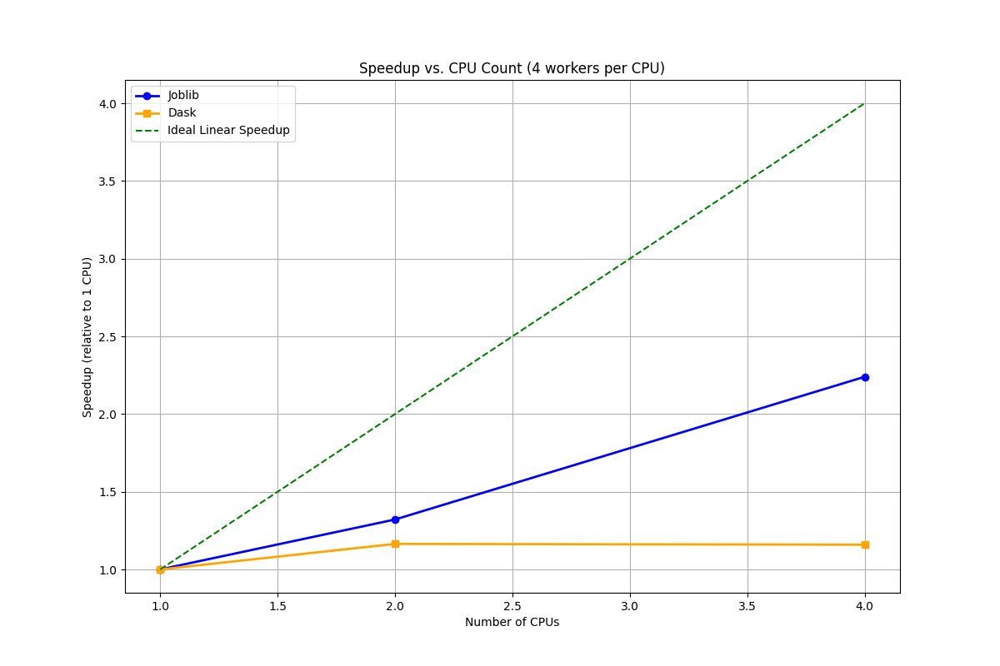 Speedup vs. CPU Count (4 workers per CPU)
Joblib
Dask
Ideal Linear Speedup
4.0
3.5
3.0
2.5
2.0
1.5
1.0
Speedup (relative to 1 CPU)
1.0 1.5 2.0 2.5 3.0 3.5 4.0
Number of CPUs